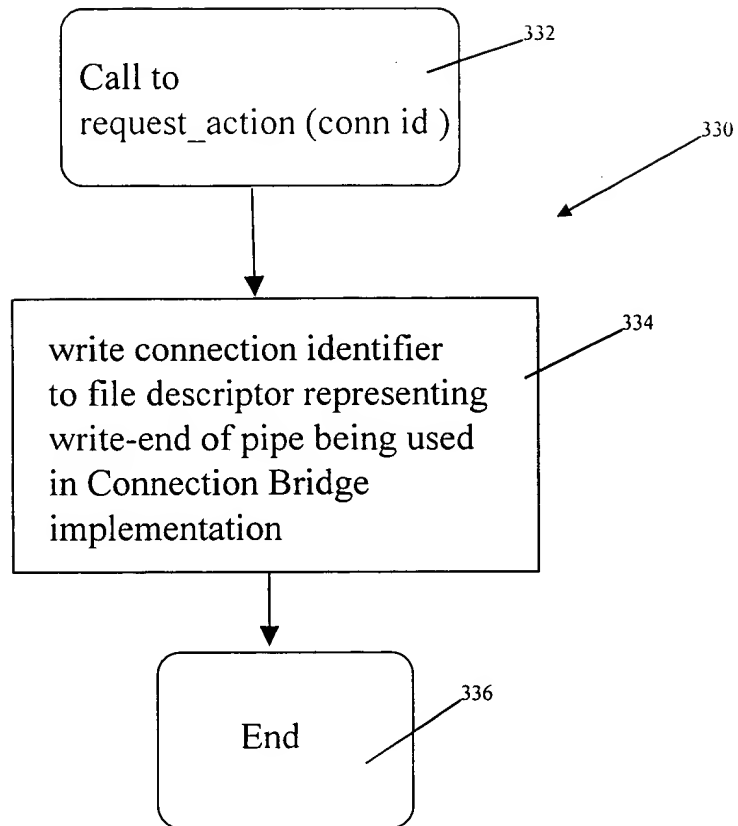 332
Call to
request_action (conn id )
330
334
write connection identifier
to file descriptor representing
write-end of pipe being used
in Connection Bridge
implementation
336
End